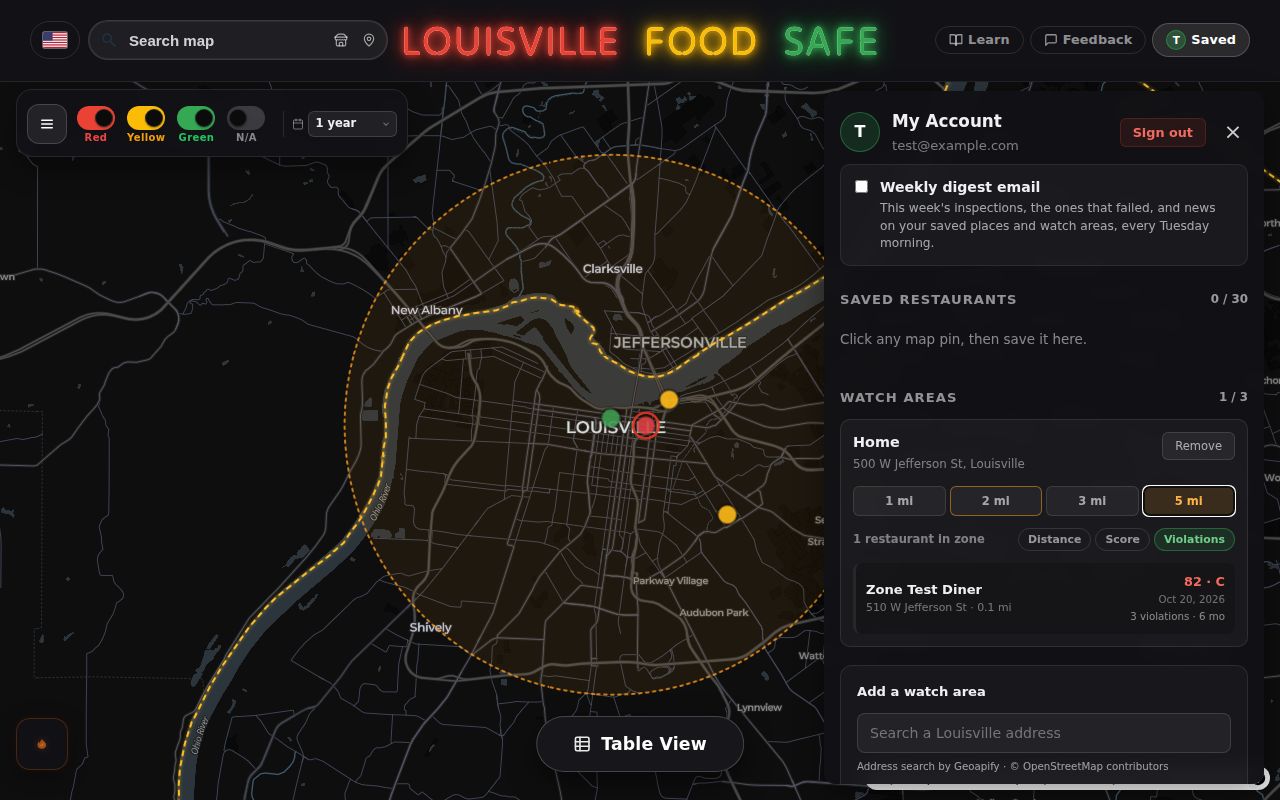 Search map
LOUISVILLE FOOD SAFE
Learn
Feedback
T Saved
Red
Yellow
Green
N/A
1 year
T
My Account
test@example.com
Sign out
Weekly digest email
This week's inspections, the ones that failed, and news
on your saved places and watch areas, every Tuesday
morning.
SAVED RESTAURANTS
0 / 30
Click any map pin, then save it here.
WATCH AREAS
1 / 3
Home
Remove
500 W Jefferson St, Louisville
1 mi
2 mi
3 mi
5 mi
1 restaurant in zone
Distance
Score
Violations
Zone Test Diner
82 · C
510 W Jefferson St · 0.1 mi
Oct 20, 2026
3 violations · 6 mo
Add a watch area
Search a Louisville address
Address search by Geoapify · © OpenStreetMap contributors
Clarksville
New Albany
JEFFERSONVILLE
LOUISVILLE
Ohio River
Parkway Village
Audubon Park
Shively
Lynnview
Ohio River
Table View